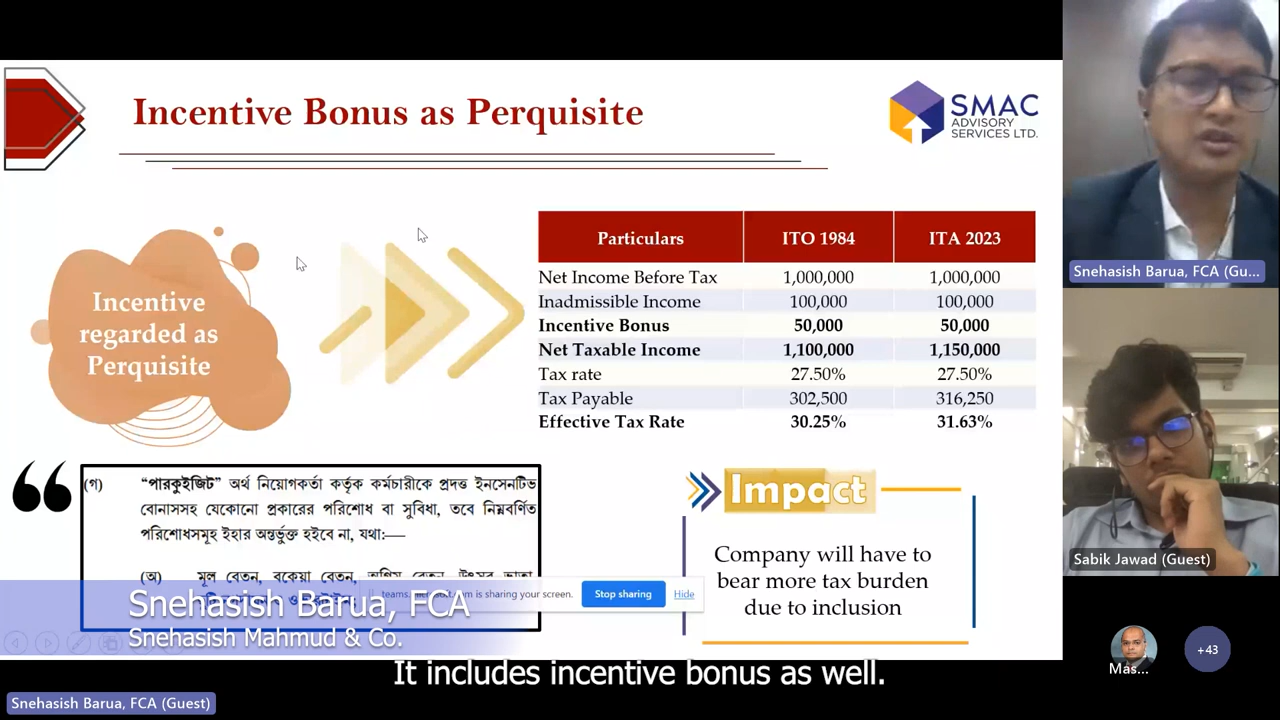 Incentive Bonus as Perquisite
SMAC
ADVISORY
SERVICES LTD.
Incentive
regarded as
Perquisite
Particulars ITO 1984 ITA 2023
Net Income Before Tax 1,000,000 1,000,000
Inadmissible Income 100,000 100,000
Incentive Bonus 50,000 50,000
Net Taxable Income 1,100,000 1,150,000
Tax rate 27.50% 27.50%
Tax Payable 302,500 316,250
Effective Tax Rate 30.25% 31.63%
(গ) “পারকুইজিট” অর্থ নিয়োগকর্তা কর্তৃক কর্মচারীকে প্রদত্ত ইনসেনটিভ
বোনাসসহ যেকোনো প্রকারের পরিশোধ বা সুবিধা, তবে নিম্নবর্ণিত
পরিশোধসমূহ ইহার অন্তর্ভুক্ত হইবে না, যথা:—
(অ) মূল বেতন, বকেয়া বেতন, অগ্রিম বেতন, উৎসব ভাতা
Impact
Company will have to
bear more tax burden
due to inclusion
is sharing your screen. Stop sharing Hide
Snehasish Barua, FCA
Snehasish Mahmud & Co.
It includes incentive bonus as well.
Snehasish Barua, FCA (Guest)
Snehasish Barua, FCA (Gu...
Sabik Jawad (Guest)
Mas...
+43